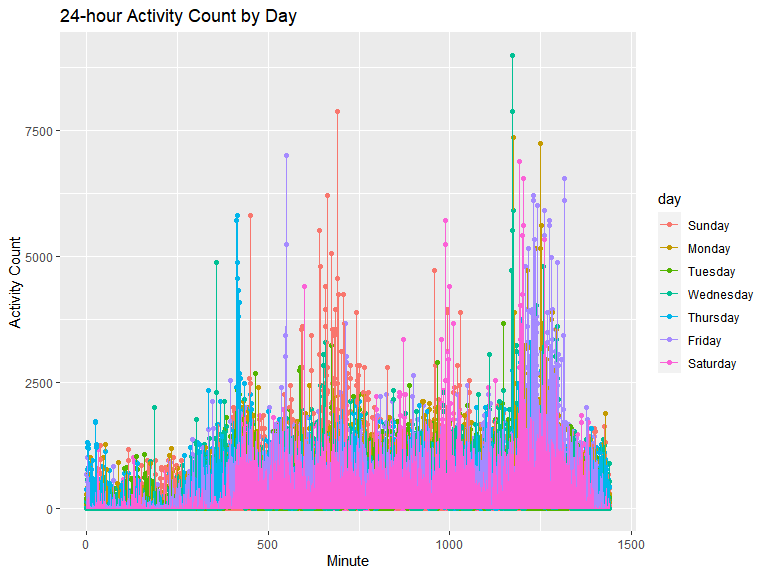 24-hour Activity Count by Day
Activity Count
7500
5000
2500
0
0
500
1000
1500
Minute
day
Sunday
Monday
Tuesday
Wednesday
Thursday
Friday
Saturday